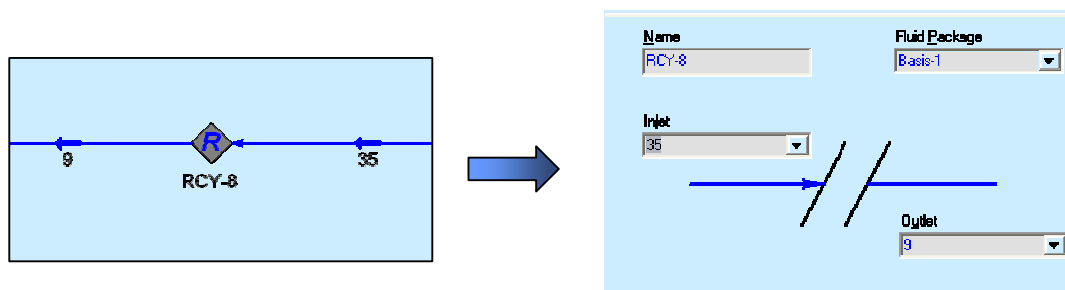 R
9
35
RCY-8
Name
Fluid Package
RCY-8
Basis-1
Inlet
35
Outlet
9